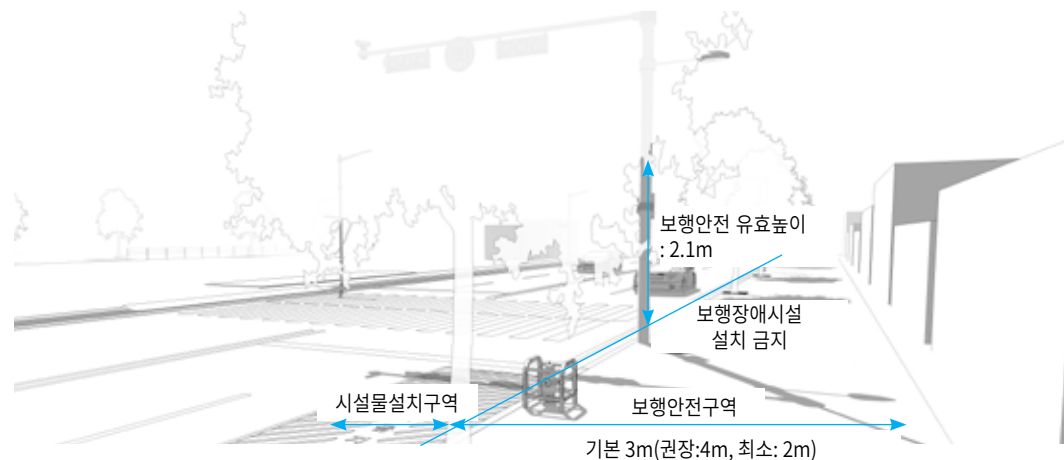 보행안전 유효높이
: 2.1m
보행장애시설
설치 금지
시설물설치구역
보행안전구역
기본 3m(권장:4m, 최소: 2m)